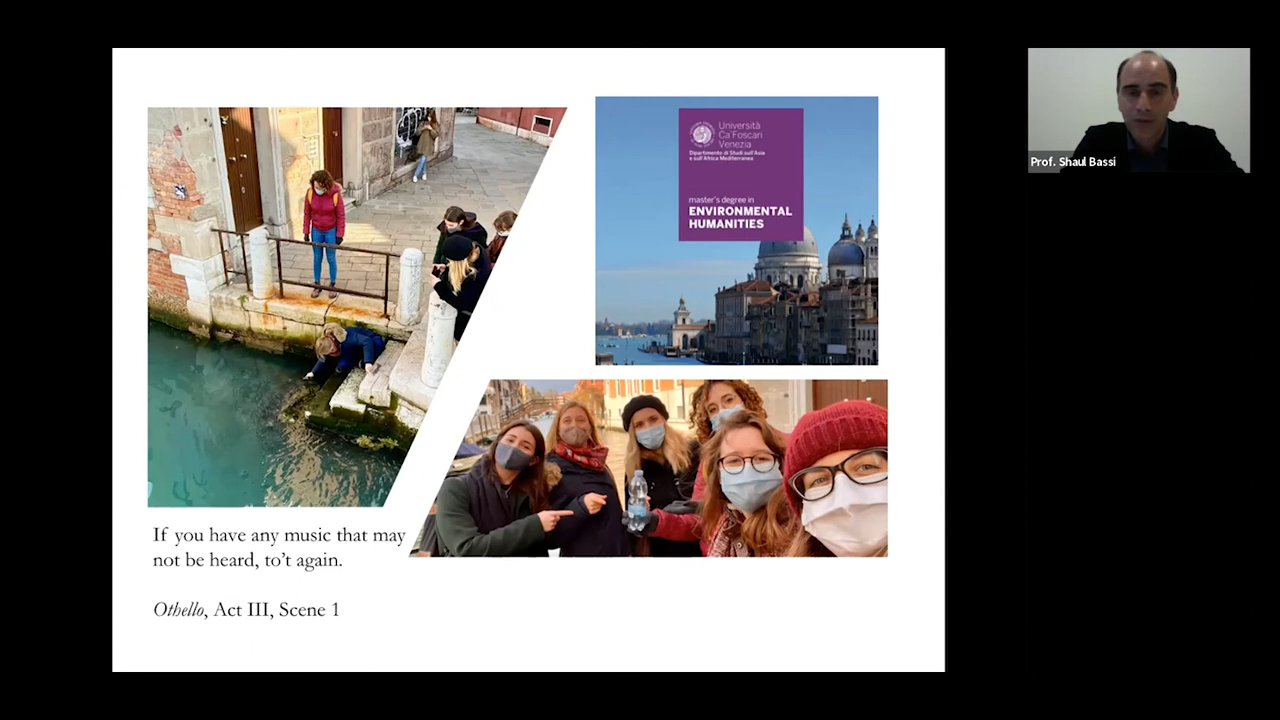 Università
Ca'Foscari
Venezia
Dipartimento di Studi sull'Asia
e sull'Africa Mediterranea
master's degree in
ENVIRONMENTAL
HUMANITIES
If you have any music that may
not be heard, to't again.
Othello, Act III, Scene 1
Prof. Shaul Bassi